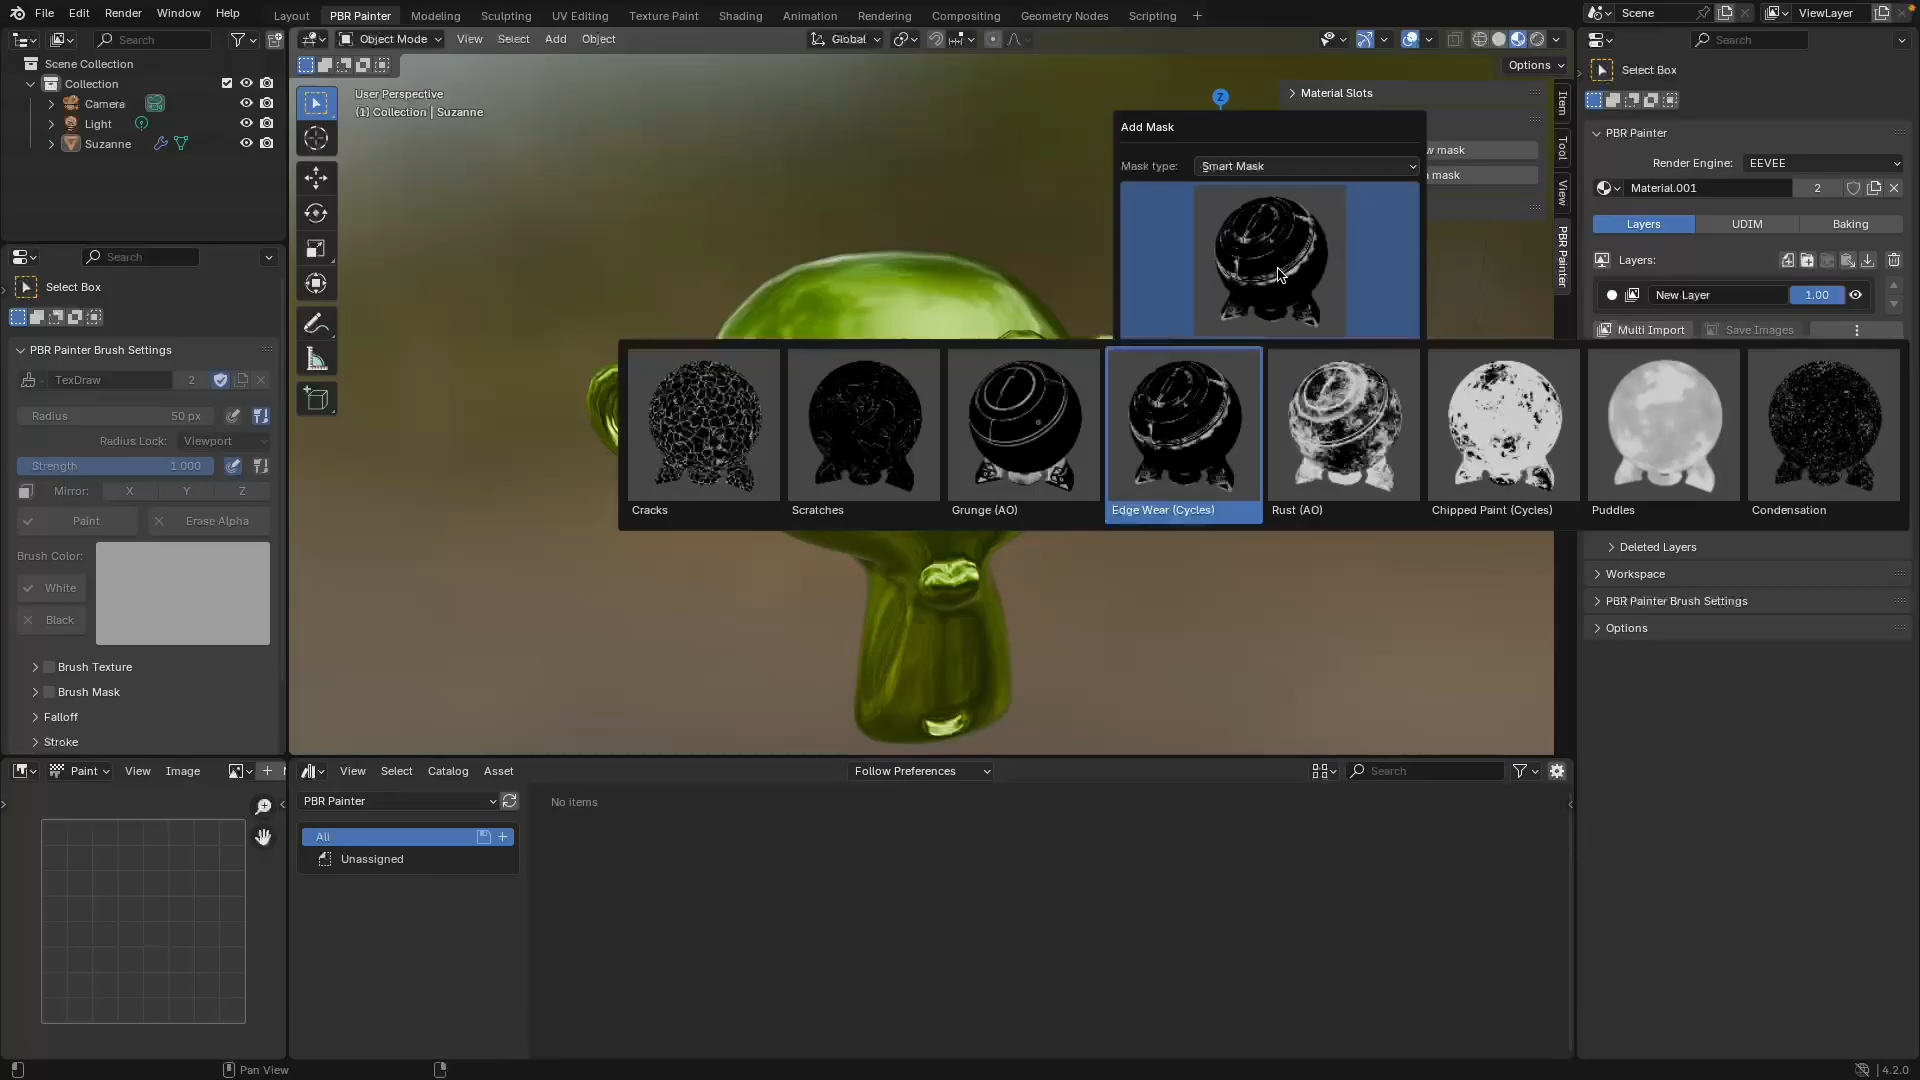 File Edit Render Window Help Layout PBR Painter Modeling Sculpting UV Editing Texture Paint Shading Animation Rendering Compositing Geometry Nodes Scripting + Scene ViewLayer
Search
Scene Collection
Collection
Camera
Light
Suzanne
Search
Select Box
PBR Painter Brush Settings
TexDraw 2
Radius 50 px
Radius Lock: Viewport
Strength 1.000
Mirror: X Y Z
Paint Erase Alpha
Brush Color:
White
Black
Brush Texture
Brush Mask
Falloff
Stroke
Object Mode View Select Add Object Global
Options
User Perspective
(1) Collection | Suzanne
Z
Material Slots
Add Mask
w mask
mask
Mask type: Smart Mask
Cracks Scratches Grunge (AO) Edge Wear (Cycles) Rust (AO) Chipped Paint (Cycles) Puddles Condensation
Item
Tool
View
PBR Painter
Search
Select Box
PBR Painter
Render Engine: EEVEE
Material.001 2
Layers UDIM Baking
Layers:
New Layer 1.00
Multi Import Save Images
Deleted Layers
Workspace
PBR Painter Brush Settings
Options
Paint View Image
View Select Catalog Asset Follow Preferences Search
PBR Painter
All
Unassigned
No items
Pan View 4.2.0